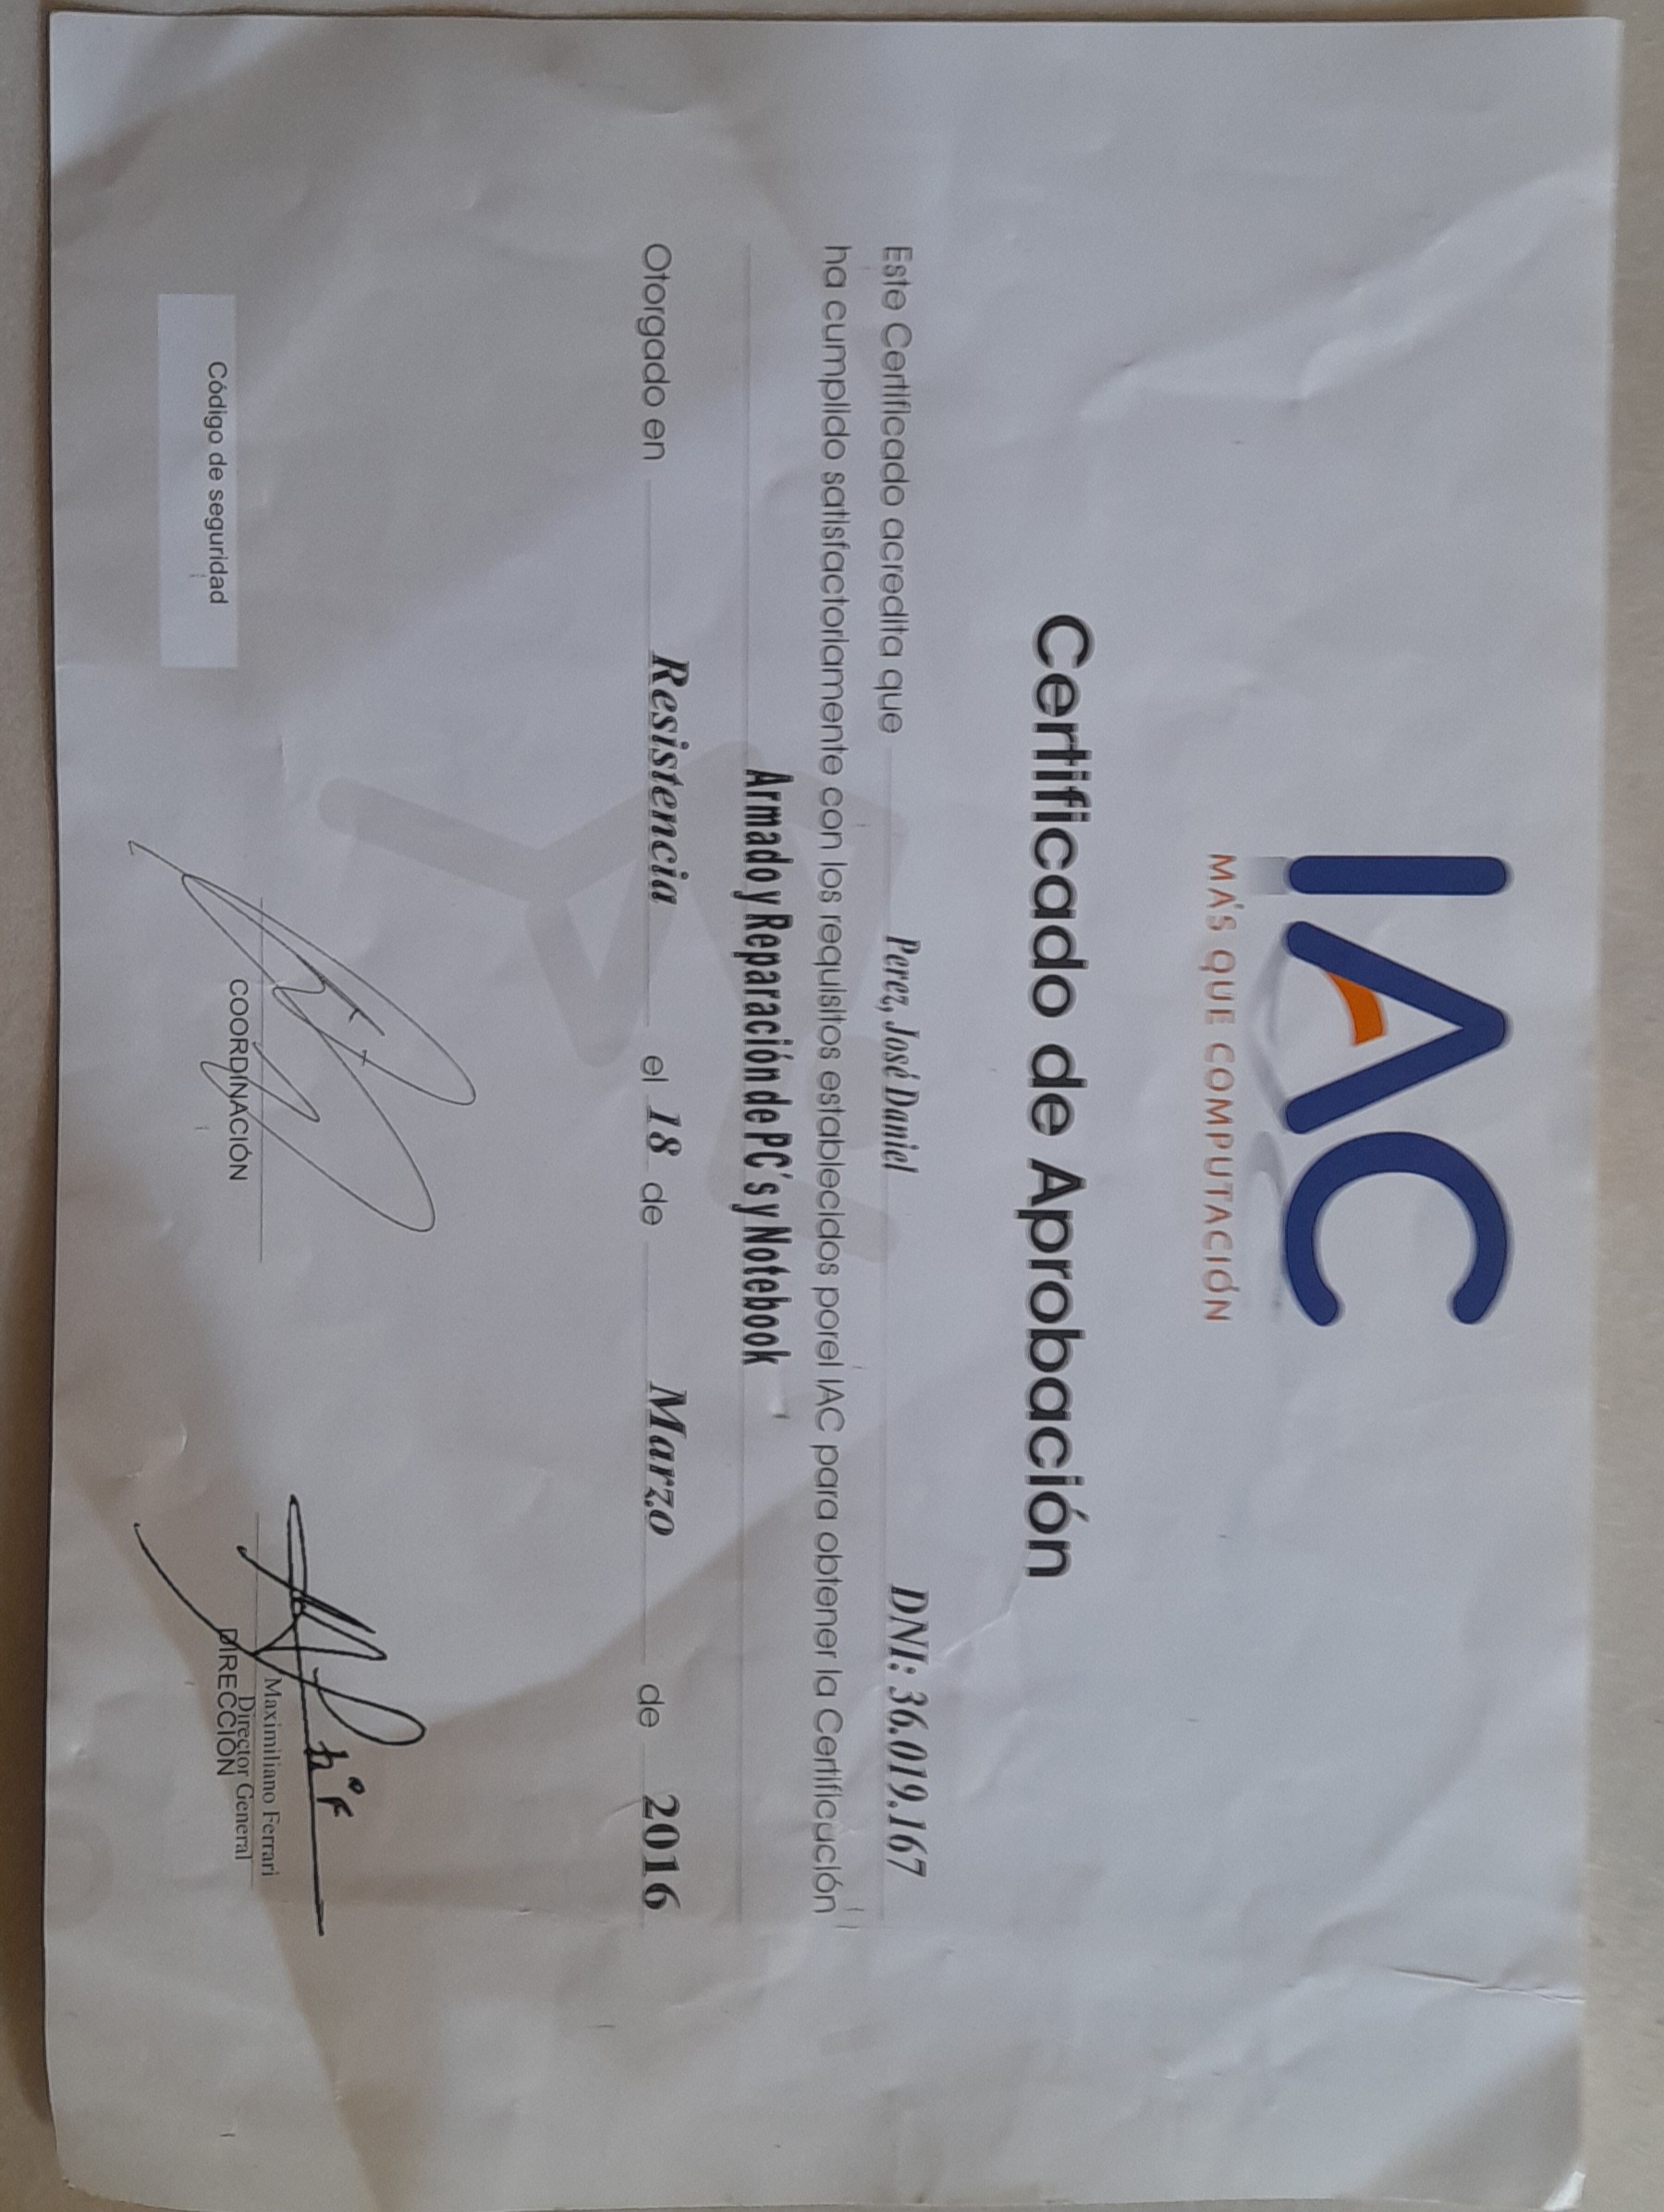 IAC
MÁS QUE COMPUTACIÓN
Certificado de Aprobación
Este Certificado acredita que Perez, José Daniel DNI: 36.019.167
ha cumplido satisfactoriamente con los requisitos establecidos porel IAC para obtener la Certificación
Armado y Reparación de PC's y Notebook
Otorgado en Resistencia el 18 de Marzo de 2016
Código de seguridad
COORDINACIÓN
Maximiliano Ferrari
Director General
DIRECCIÓN